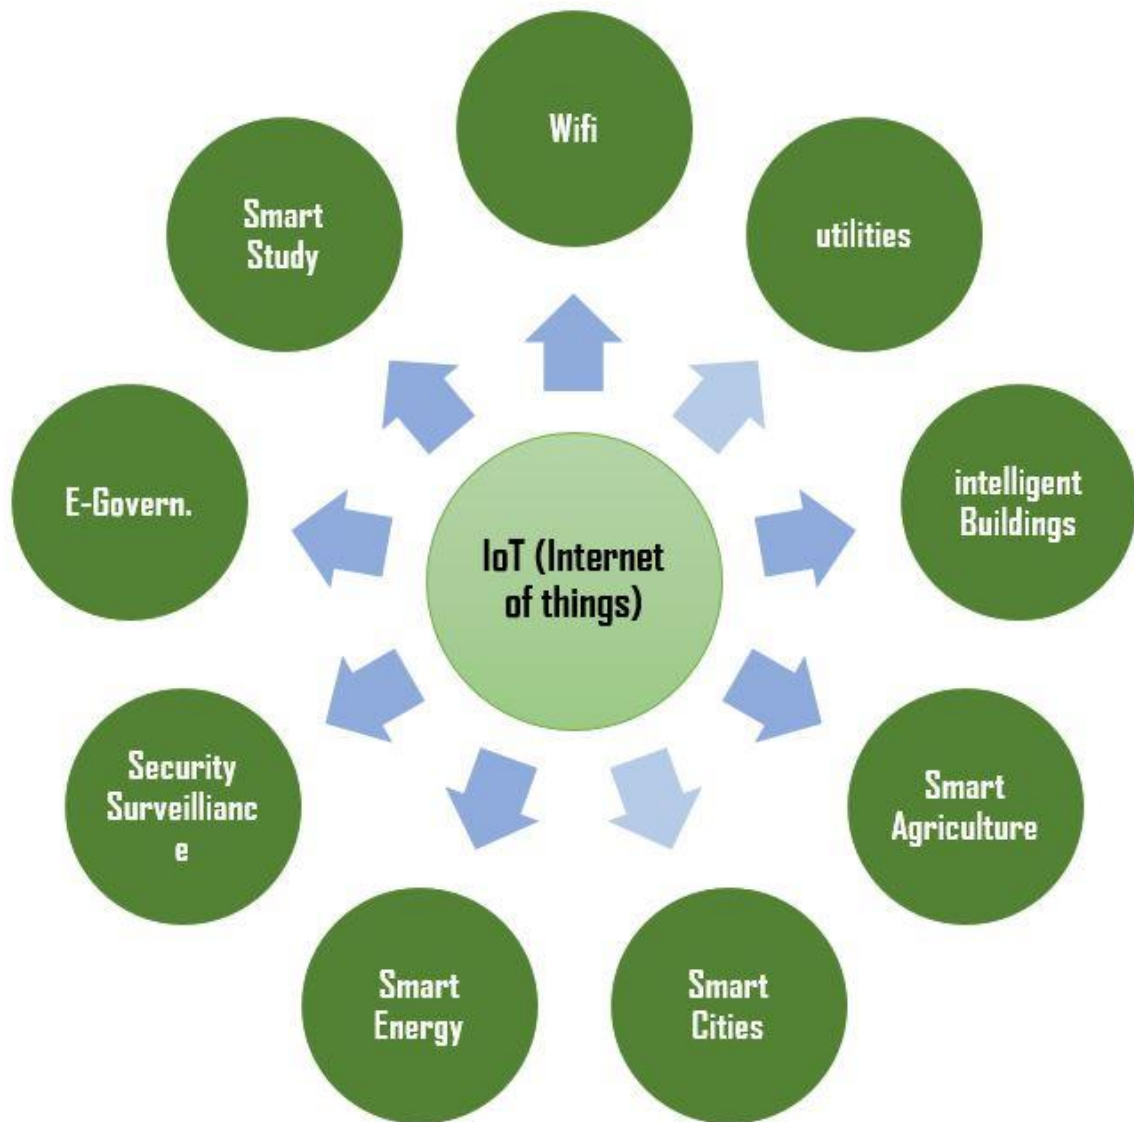 Wifi
utilities
intelligent
Buildings
Smart
Agriculture
Smart
Cities
Smart
Energy
Security
Surveillianc
e
E-Govern.
Smart
Study
IoT (Internet
of things)